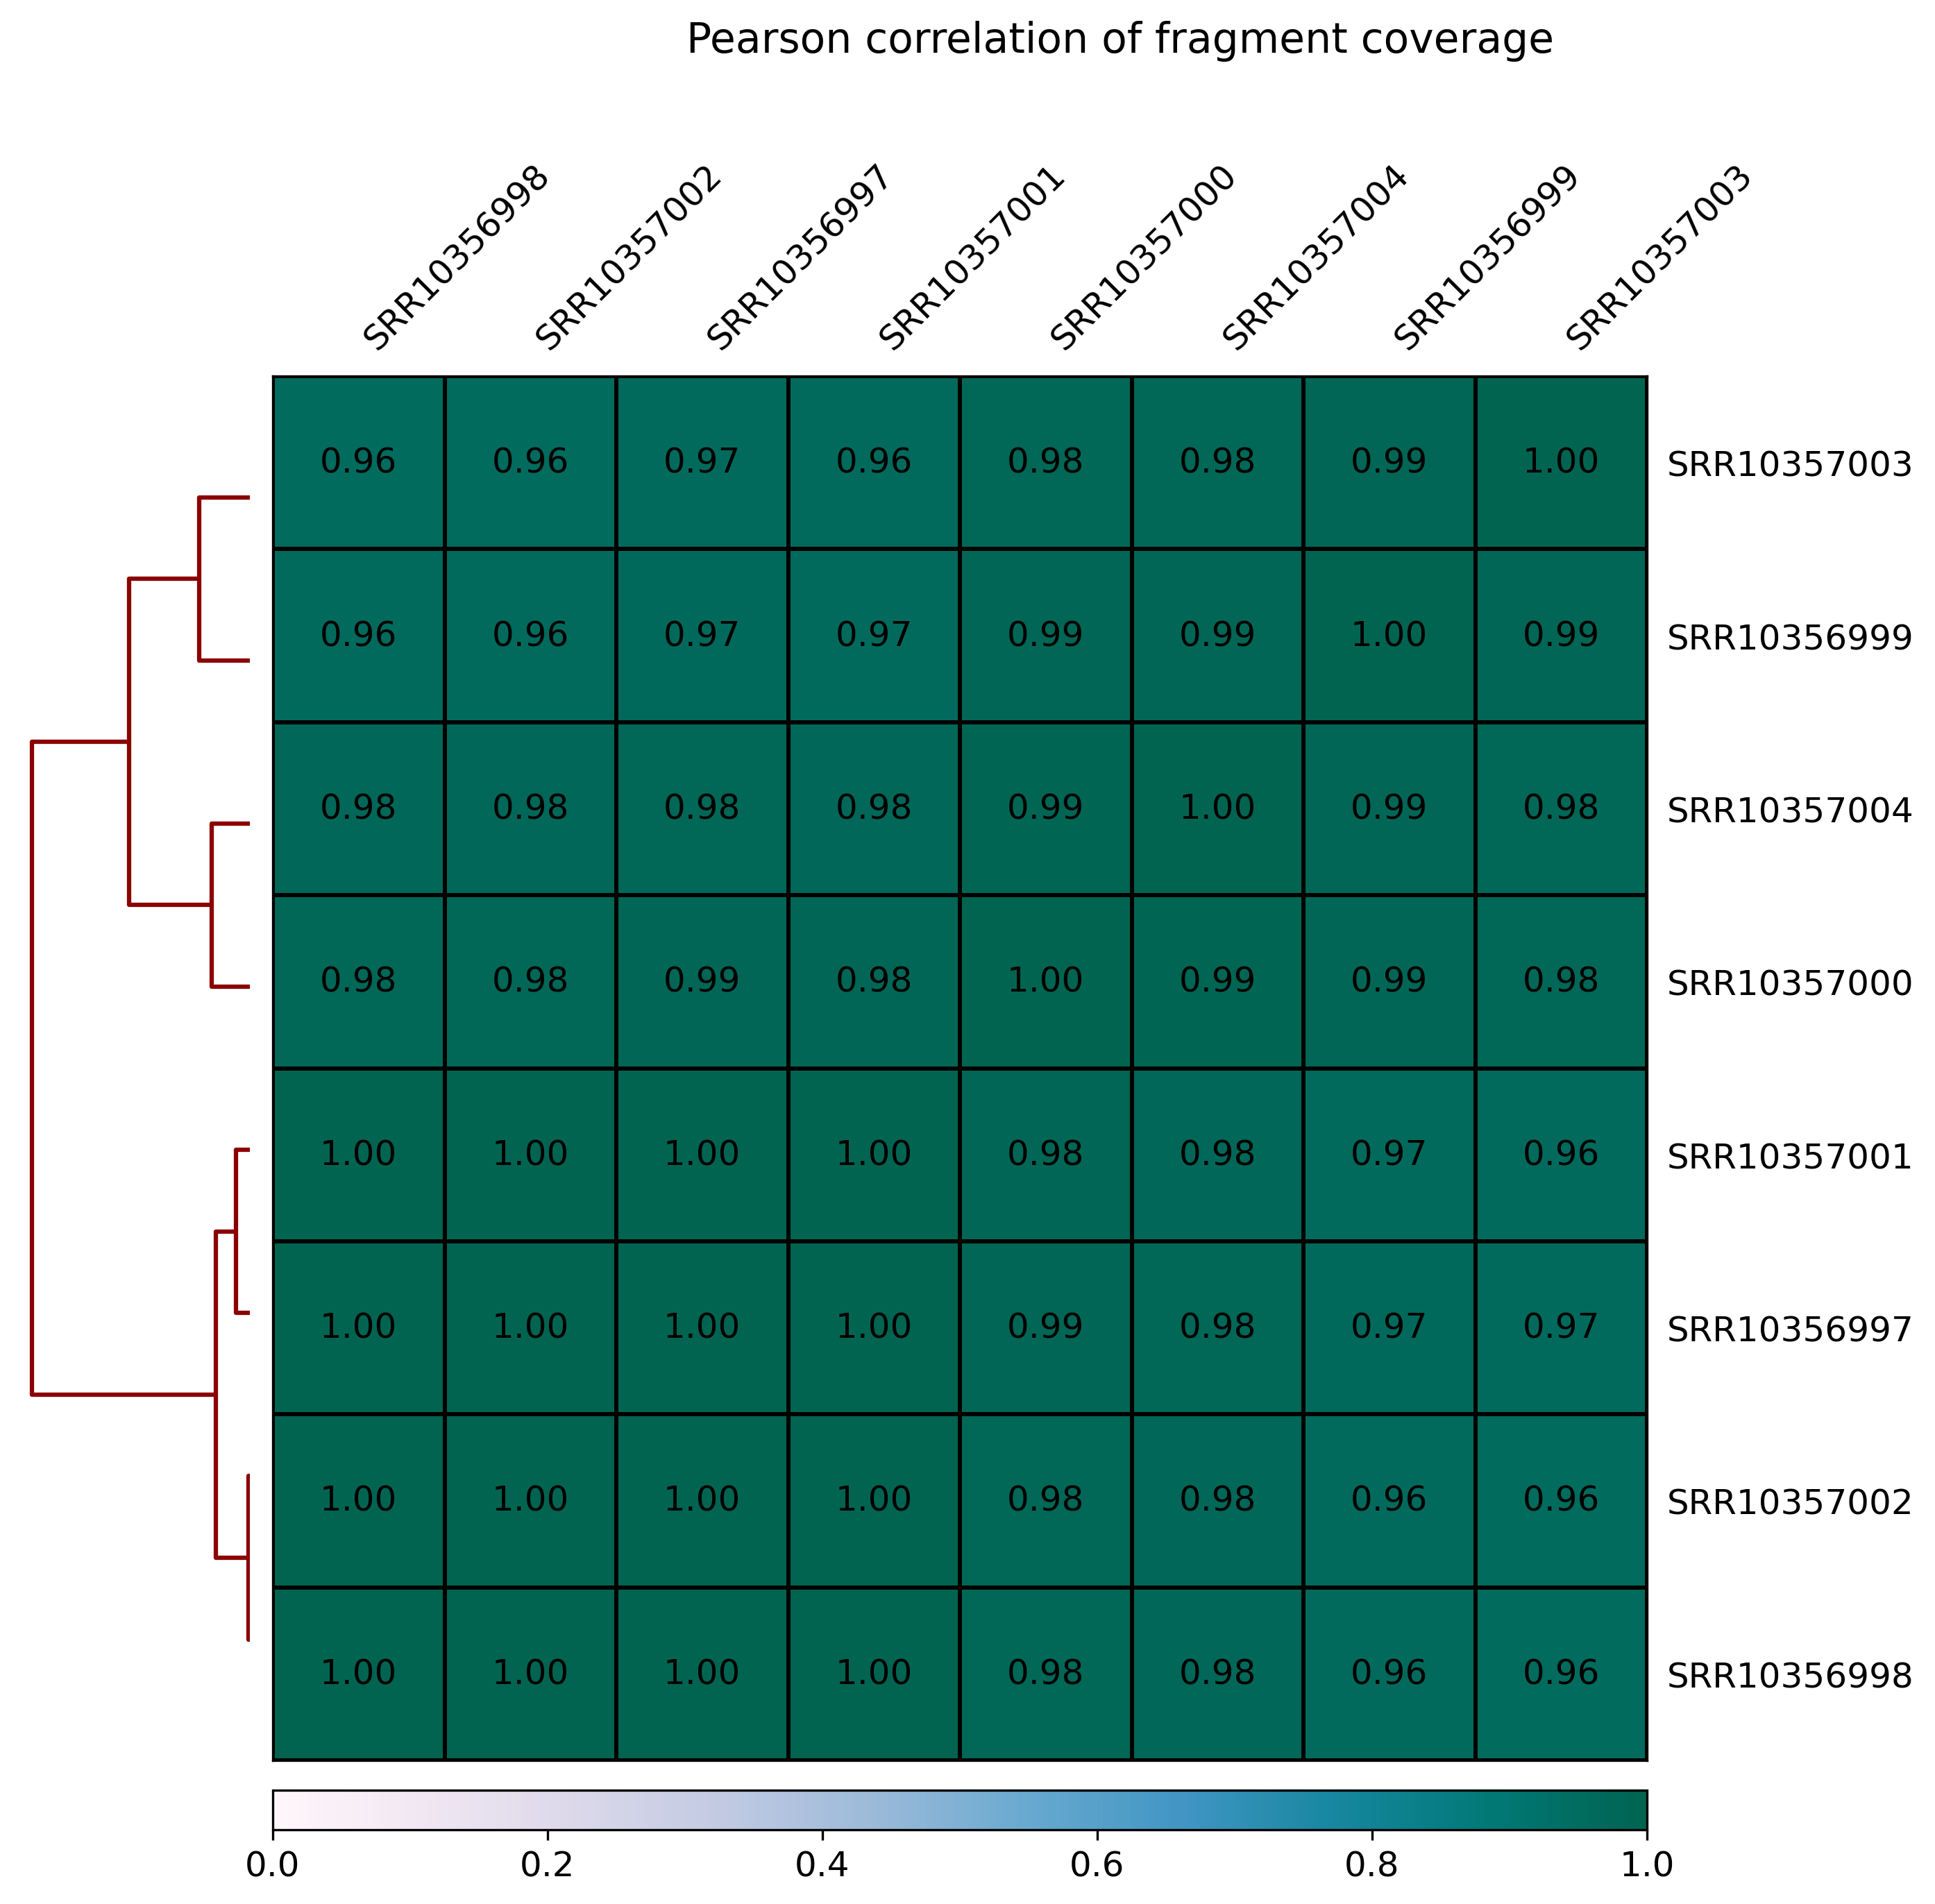 Pearson correlation of fragment coverage
SRR10356998 SRR10357002 SRR10356997 SRR10357001 SRR10357000 SRR10357004 SRR10356999 SRR10357003
0.96 0.96 0.97 0.96 0.98 0.98 0.99 1.00 SRR10357003
0.96 0.96 0.97 0.97 0.99 0.99 1.00 0.99 SRR10356999
0.98 0.98 0.98 0.98 0.99 1.00 0.99 0.98 SRR10357004
0.98 0.98 0.99 0.98 1.00 0.99 0.99 0.98 SRR10357000
1.00 1.00 1.00 1.00 0.98 0.98 0.97 0.96 SRR10357001
1.00 1.00 1.00 1.00 0.99 0.98 0.97 0.97 SRR10356997
1.00 1.00 1.00 1.00 0.98 0.98 0.96 0.96 SRR10357002
1.00 1.00 1.00 1.00 0.98 0.98 0.96 0.96 SRR10356998
0.0 0.2 0.4 0.6 0.8 1.0